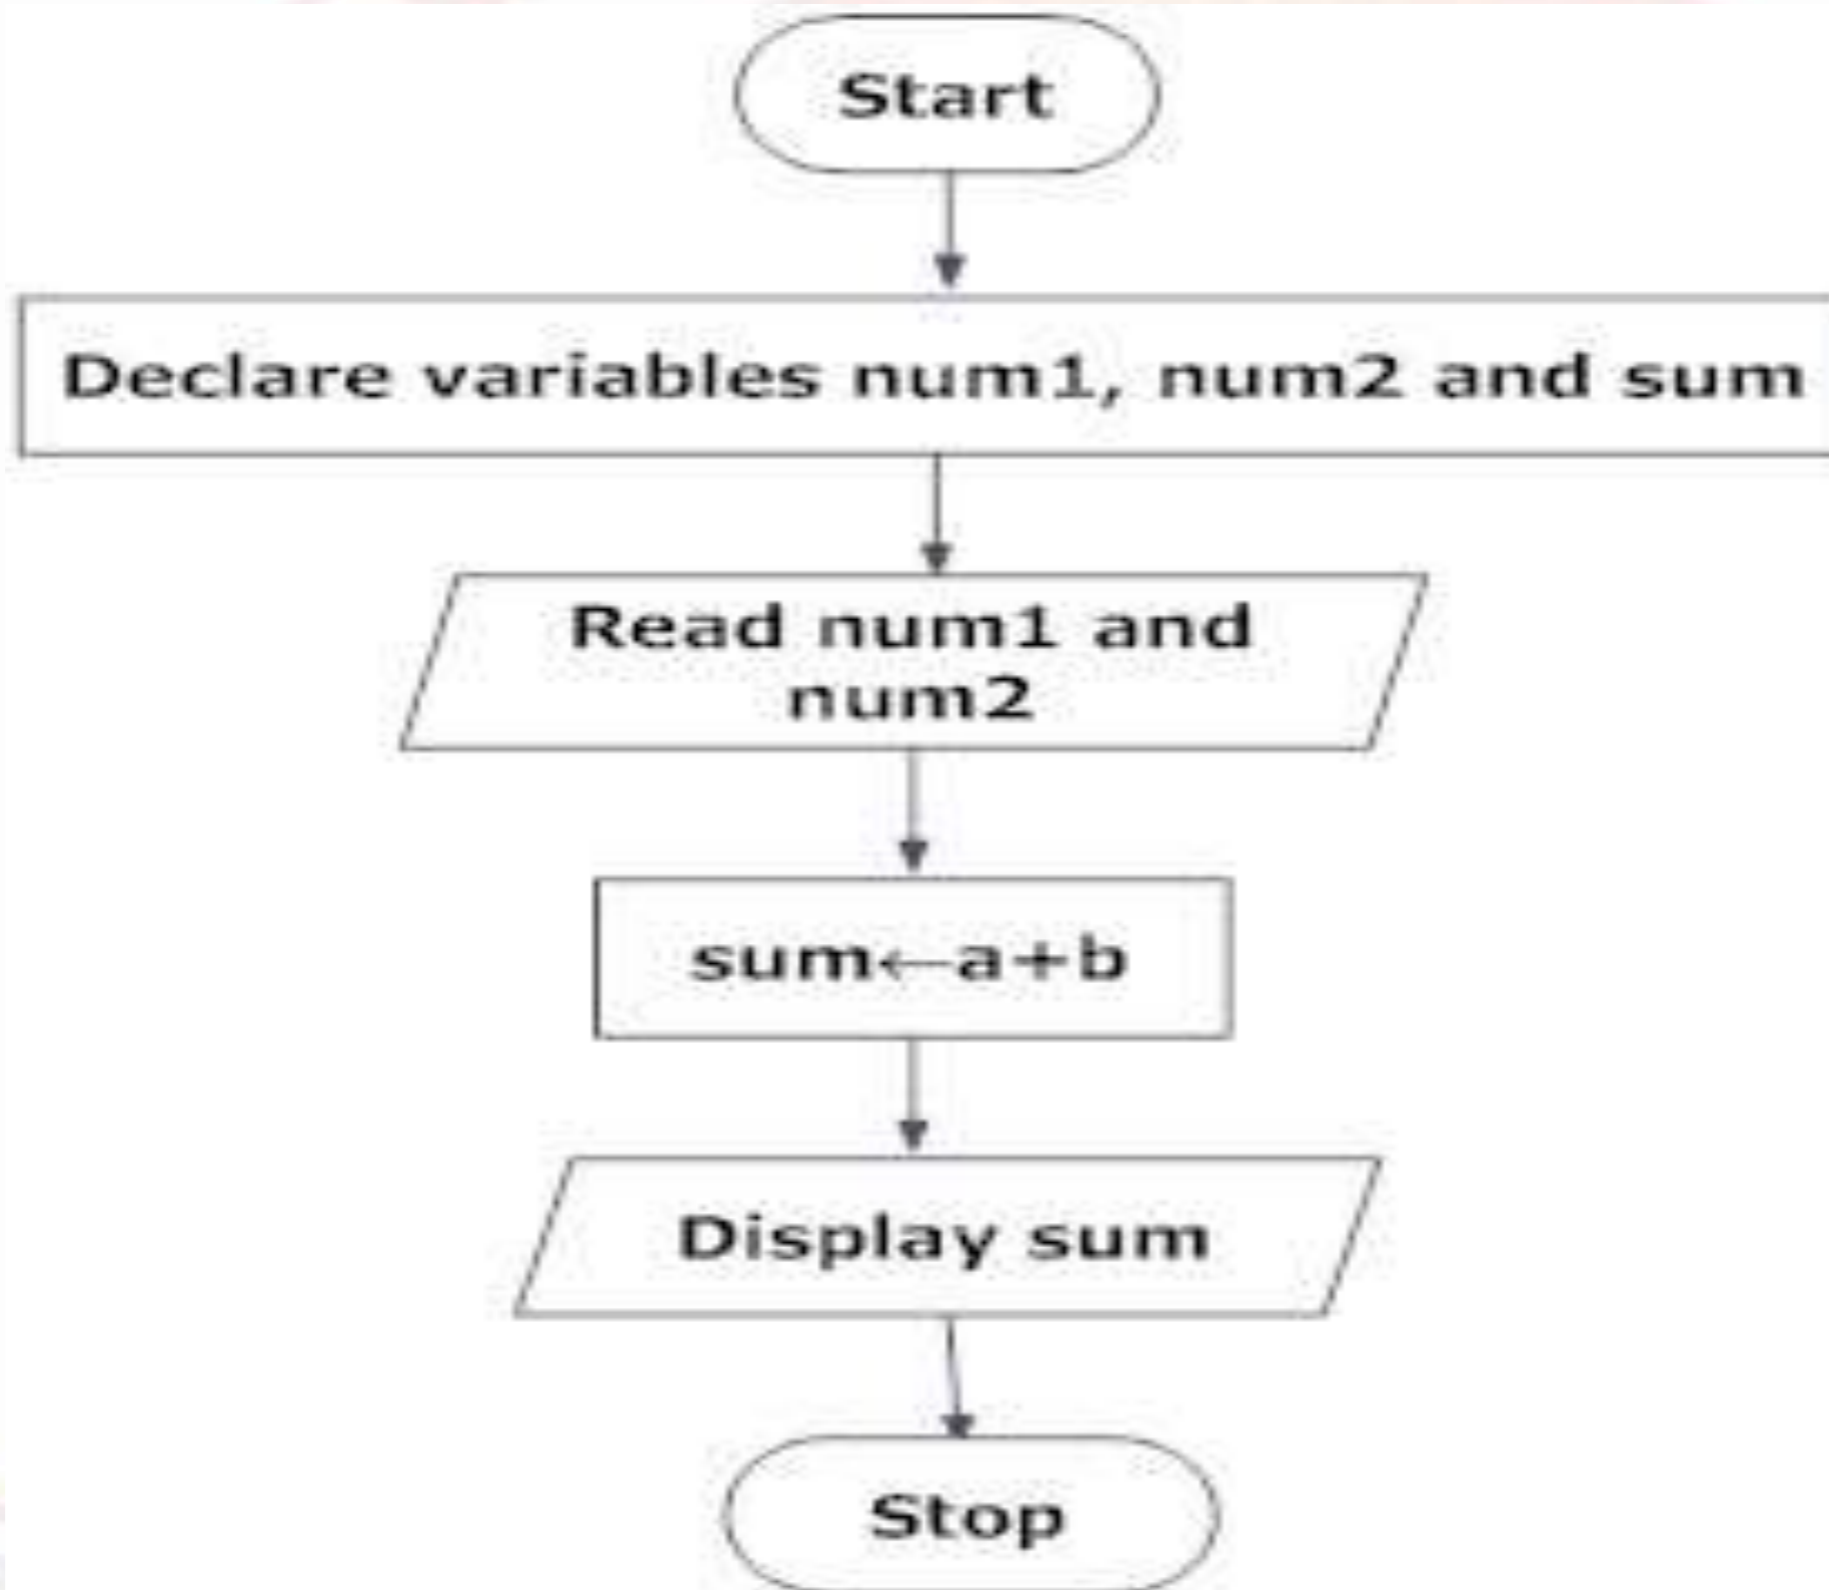 Start
Declare variables num1, num2 and sum
Read num1 and
num2
sum←a+b
Display sum
Stop